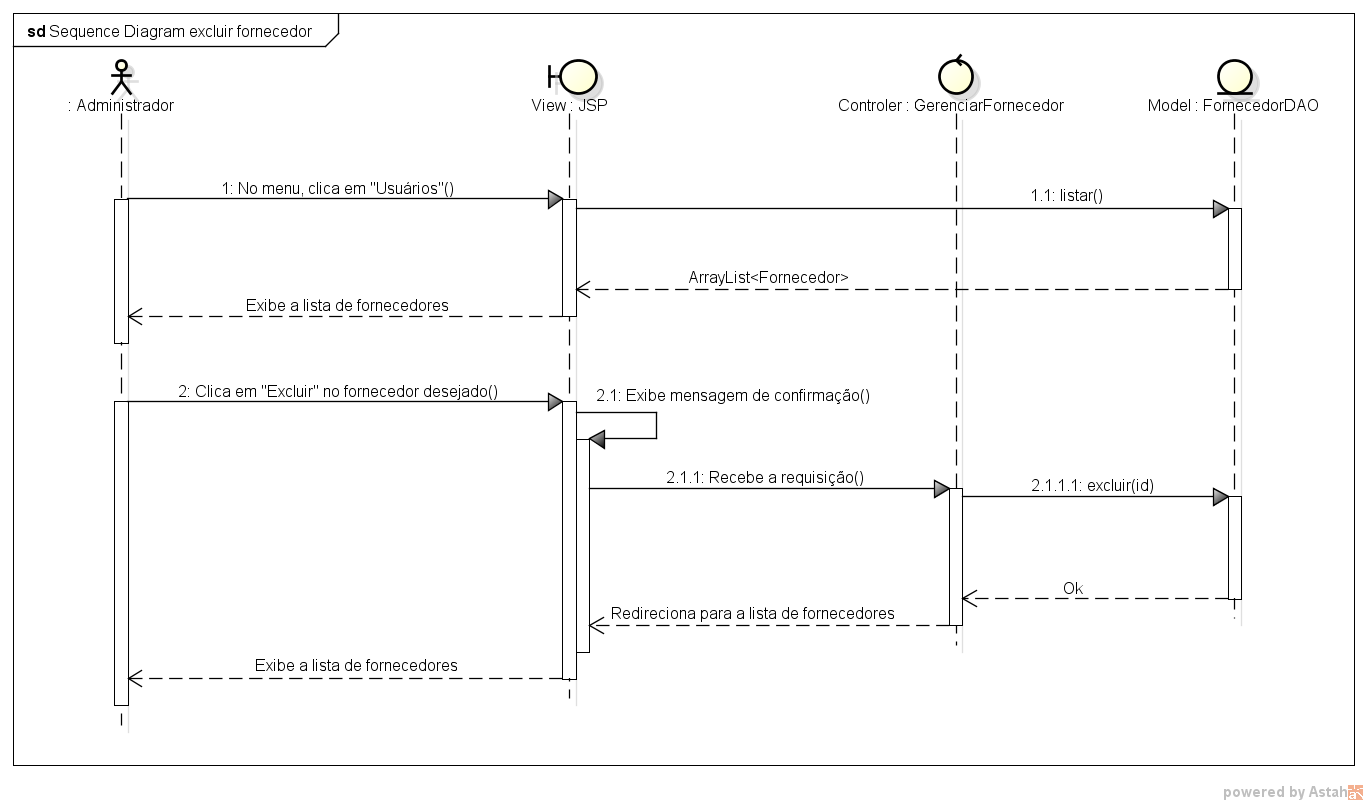 sd Sequence Diagram excluir fornecedor
: Administrador
View : JSP
Controler : GerenciarFornecedor
Model : FornecedorDAO
1: No menu, clica em "Usuários"()
1.1: listar()
ArrayList<Fornecedor>
Exibe a lista de fornecedores
2: Clica em "Excluir" no fornecedor desejado()
2.1: Exibe mensagem de confirmação()
2.1.1: Recebe a requisição()
2.1.1.1: excluir(id)
Ok
Redireciona para a lista de fornecedores
Exibe a lista de fornecedores
powered by Astah